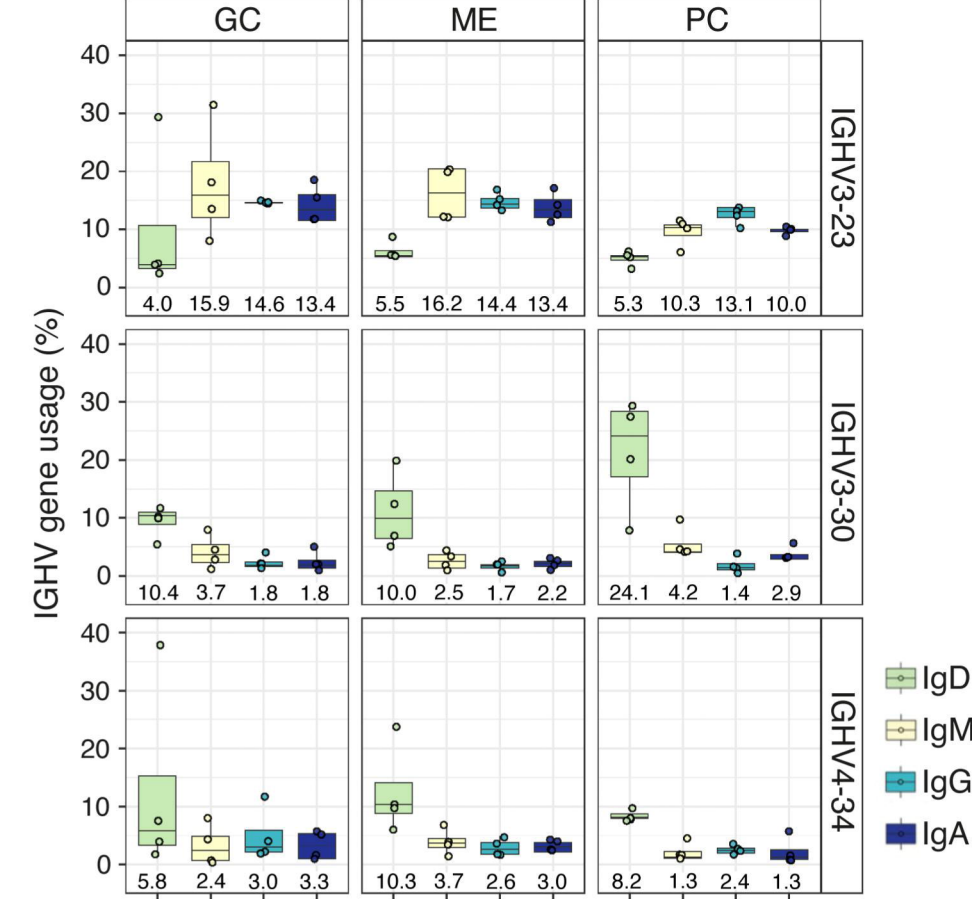 GC ME PC
IGHV gene usage (%)
40
30
20
10
0
4.0 15.9 14.6 13.4 5.5 16.2 14.4 13.4 5.3 10.3 13.1 10.0
IGHV3-23
40
30
20
10
0
10.4 3.7 1.8 1.8 10.0 2.5 1.7 2.2 24.1 4.2 1.4 2.9
IGHV3-30
40
30
20
10
0
5.8 2.4 3.0 3.3 10.3 3.7 2.6 3.0 8.2 1.3 2.4 1.3
IGHV4-34
IgD
IgM
IgG
IgA